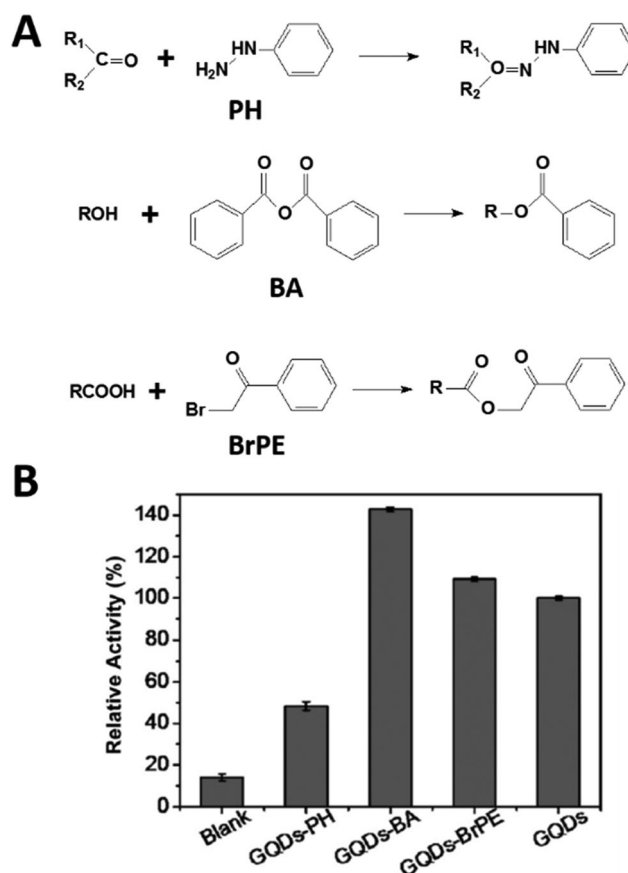 A
R1
R2
C=O
+
H2N
HN
PH
R1
R2
O=N
HN
ROH
+
O
O
O
BA
R
O
O
RCOOH
+
O
Br
BrPE
R
O
O
O
B
Relative Activity (%)
140
120
100
80
60
40
20
0
Blank
GQDs-PH
GQDs-BA
GQDs-BrPE
GQDs